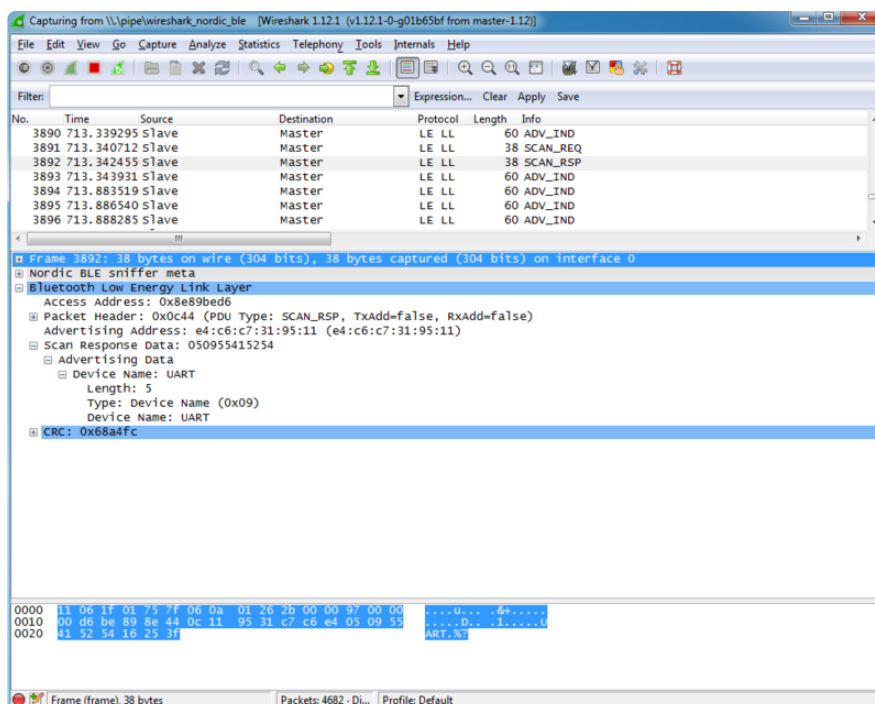 Capturing from \\.\pipe\wireshark_nordic_ble [Wireshark 1.12.1 (v1.12.1-0-g01b65bf from master-1.12)]
File Edit View Go Capture Analyze Statistics Telephony Tools Internals Help
Filter: Expression... Clear Apply Save
No. Time Source Destination Protocol Length Info
3890 713.339295 Slave Master LE LL 60 ADV_IND
3891 713.340712 Slave Master LE LL 38 SCAN_REQ
3892 713.342455 Slave Master LE LL 38 SCAN_RSP
3893 713.343931 Slave Master LE LL 60 ADV_IND
3894 713.883519 Slave Master LE LL 60 ADV_IND
3895 713.886540 Slave Master LE LL 60 ADV_IND
3896 713.888285 Slave Master LE LL 60 ADV_IND
Frame 3892: 38 bytes on wire (304 bits), 38 bytes captured (304 bits) on interface 0
Nordic BLE sniffer meta
Bluetooth Low Energy Link Layer
Access Address: 0x8e89bed6
Packet Header: 0x0c44 (PDU Type: SCAN_RSP, TxAdd=false, RxAdd=false)
Advertising Address: e4:c6:c7:31:95:11 (e4:c6:c7:31:95:11)
Scan Response Data: 050955415254
Advertising Data
Device Name: UART
Length: 5
Type: Device Name (0x09)
Device Name: UART
CRC: 0x68a4fc
0000 11 06 1f 01 75 7f 06 0a 01 26 2b 00 00 97 00 00 ....u... .&+.....
0010 00 d6 be 89 8e 44 0c 11 95 31 c7 c6 e4 05 09 55 .....D.. .1.....U
0020 41 52 54 16 25 3f ART.%?
Frame (frame), 38 bytes Packets: 4682 · Di... Profile: Default